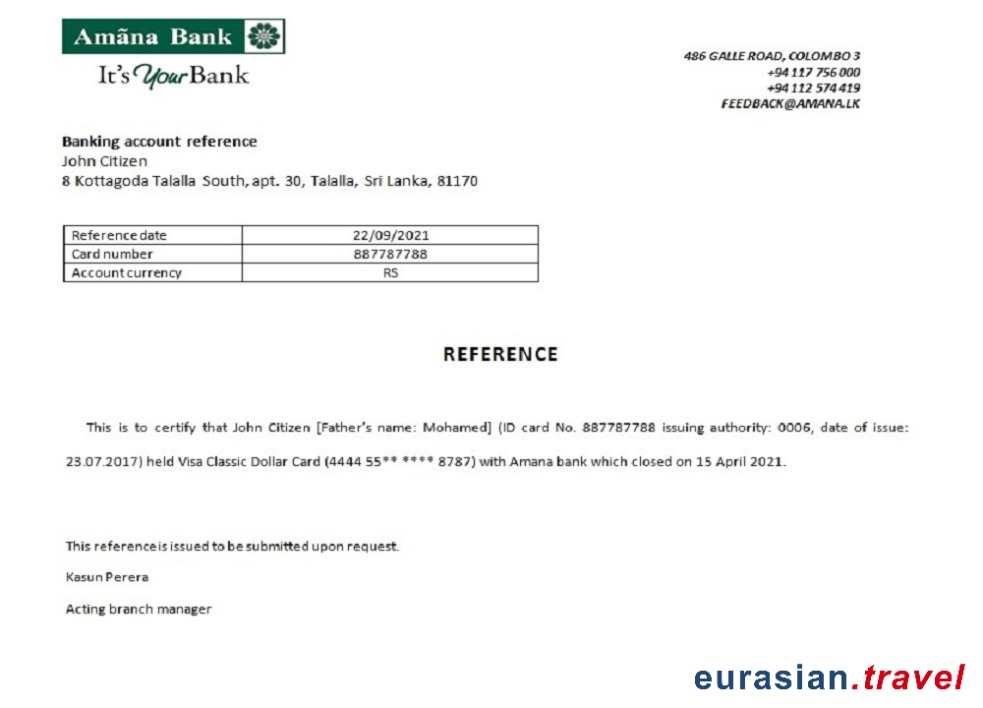 Amãna Bank
It's Your Bank
486 GALLE ROAD, COLOMBO 3
+94 117 756 000
+94 112 574 419
FEEDBACK@AMANA.LK
Banking account reference
John Citizen
8 Kottagoda Talalla South, apt. 30, Talalla, Sri Lanka, 81170
Reference date 22/09/2021
Card number 887787788
Account currency RS
REFERENCE
This is to certify that John Citizen [Father's name: Mohamed] (ID card No. 887787788 issuing authority: 0006, date of issue:
23.07.2017) held Visa Classic Dollar Card (4444 55** **** 8787) with Amana bank which closed on 15 April 2021.
This reference is issued to be submitted upon request.
Kasun Perera
Acting branch manager
eurasian.travel